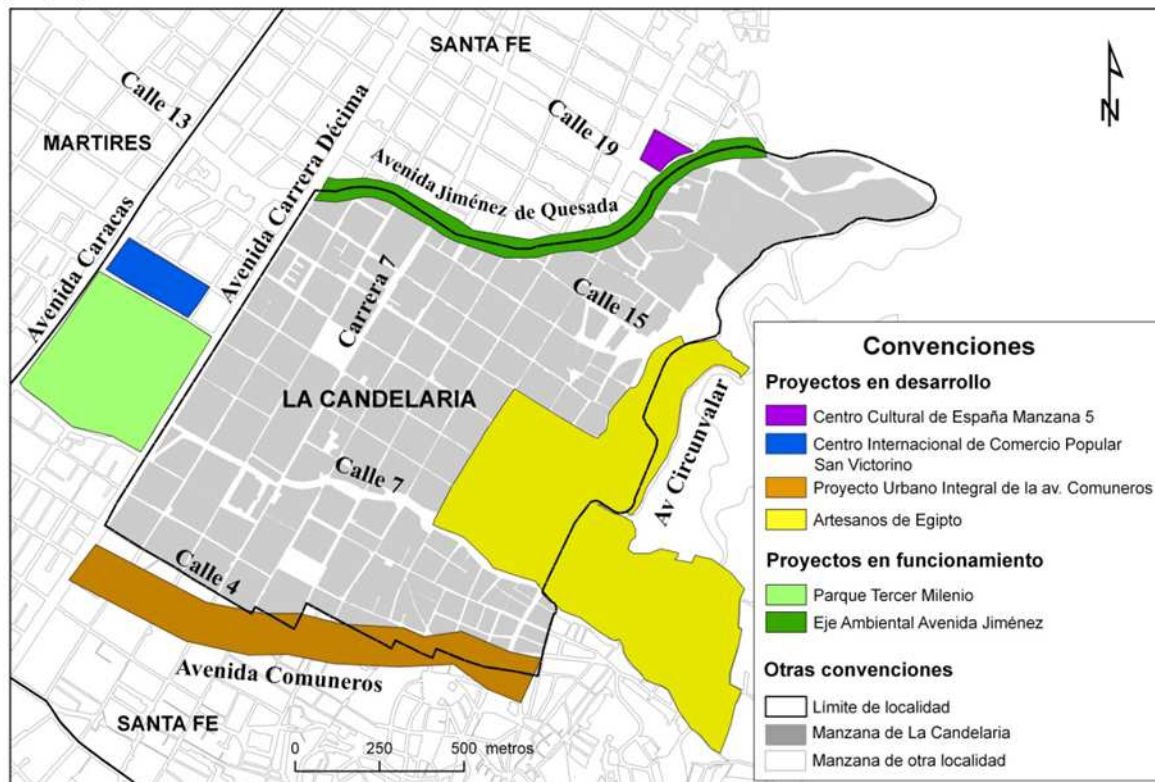 SANTA FE
Calle 13
MARTIRES
Avenida Carrera Décima
Calle 19
N
Avenida Jiménez de Quesada
Avenida Caracas
Carrera 7
Calle 15
LA CANDELARIA
Calle 7
Av Circunvalar
Calle 4
Avenida Comuneros
SANTA FE
0 250 500 metros
Convenciones
Proyectos en desarrollo
Centro Cultural de España Manzana 5
Centro Internacional de Comercio Popular
San Victorino
Proyecto Urbano Integral de la av. Comuneros
Artesanos de Egipto
Proyectos en funcionamiento
Parque Tercer Milenio
Eje Ambiental Avenida Jiménez
Otras convenciones
Límite de localidad
Manzana de La Candelaria
Manzana de otra localidad